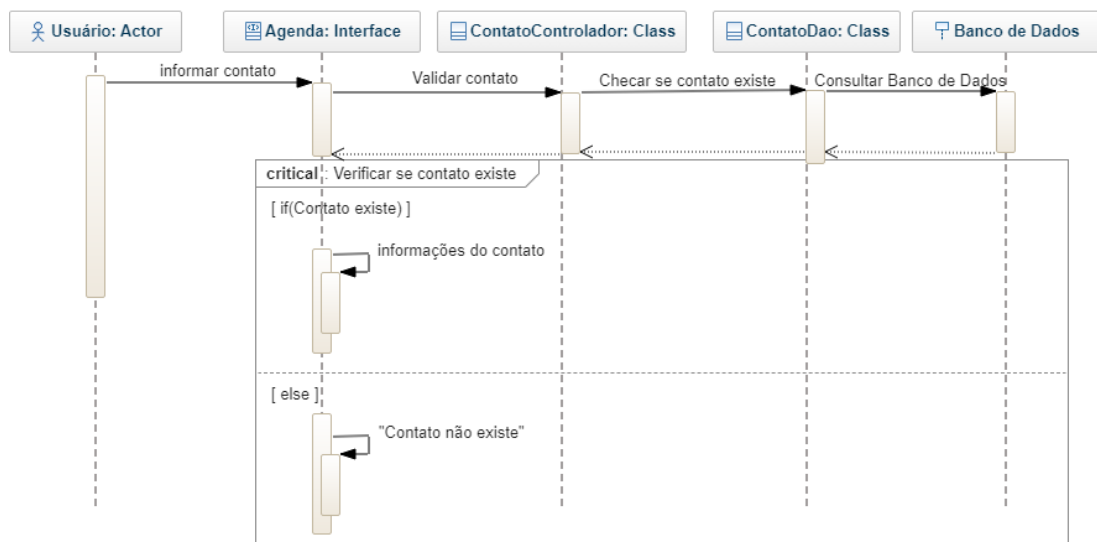 Usuário: Actor
Agenda: Interface
ContatoControlador: Class
ContatoDao: Class
Banco de Dados
informar contato
Validar contato
Checar se contato existe
Consultar Banco de Dados
critical : Verificar se contato existe
[ if(Contato existe) ]
informações do contato
[ else ]
"Contato não existe"